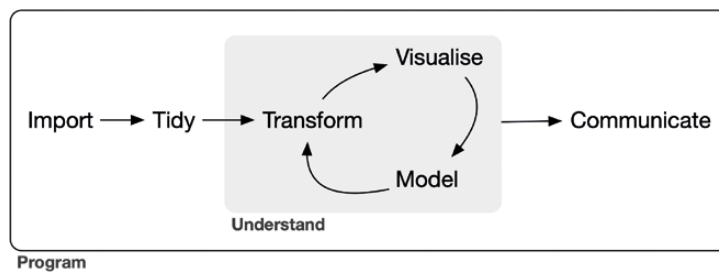 Visualise
Import
Tidy
Transform
Communicate
Model
Understand
Program